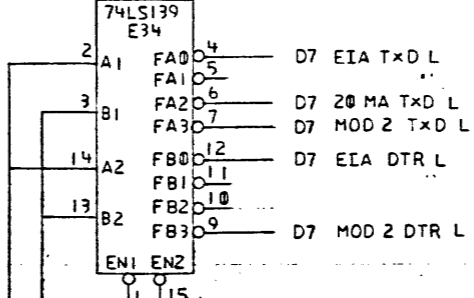 74LS139
E34
2 A1 FA0 4 D7 EIA TxD L
FA1 5
3 B1 FA2 6 D7 20 MA TxD L
FA3 7 D7 MOD 2 TxD L
14 A2 FB0 12 D7 EIA DTR L
FB1 11
13 B2 FB2 10
FB3 9 D7 MOD 2 DTR L
EN1 EN2
1 15